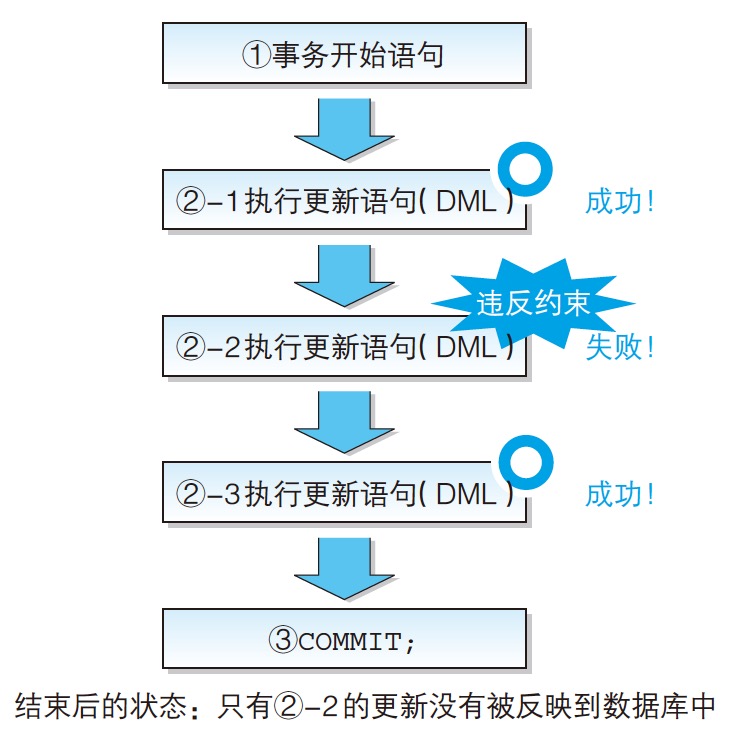 ①事务开始语句
②-1执行更新语句(DML)
成功!
违反约束
②-2执行更新语句(DML)
失败!
②-3执行更新语句(DML)
成功!
③COMMIT;
结束后的状态：只有②-2的更新没有被反映到数据库中